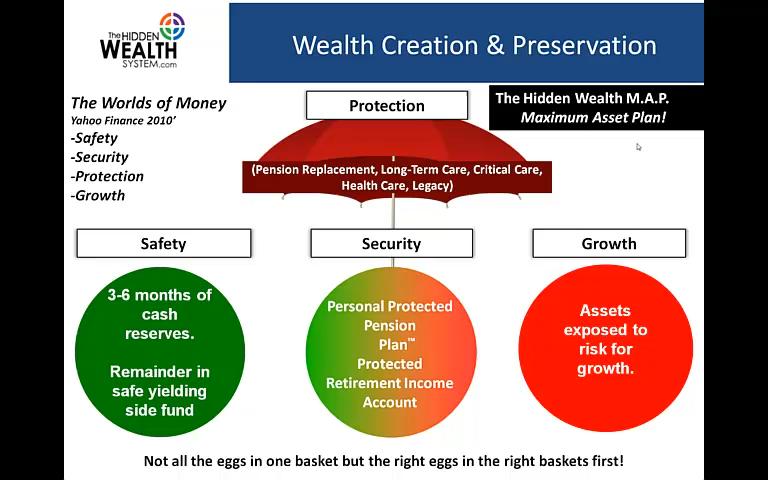 The HIDDEN
WEALTH
SYSTEM.com
Wealth Creation & Preservation
The Worlds of Money
Yahoo Finance 2010'
-Safety
-Security
-Protection
-Growth
Protection
The Hidden Wealth M.A.P.
Maximum Asset Plan!
(Pension Replacement, Long-Term Care, Critical Care,
Health Care, Legacy)
Safety
3-6 months of
cash
reserves.
Remainder in
safe yielding
side fund
Security
Personal Protected
Pension
Plan™
Protected
Retirement Income
Account
Growth
Assets
exposed to
risk for
growth.
Not all the eggs in one basket but the right eggs in the right baskets first!